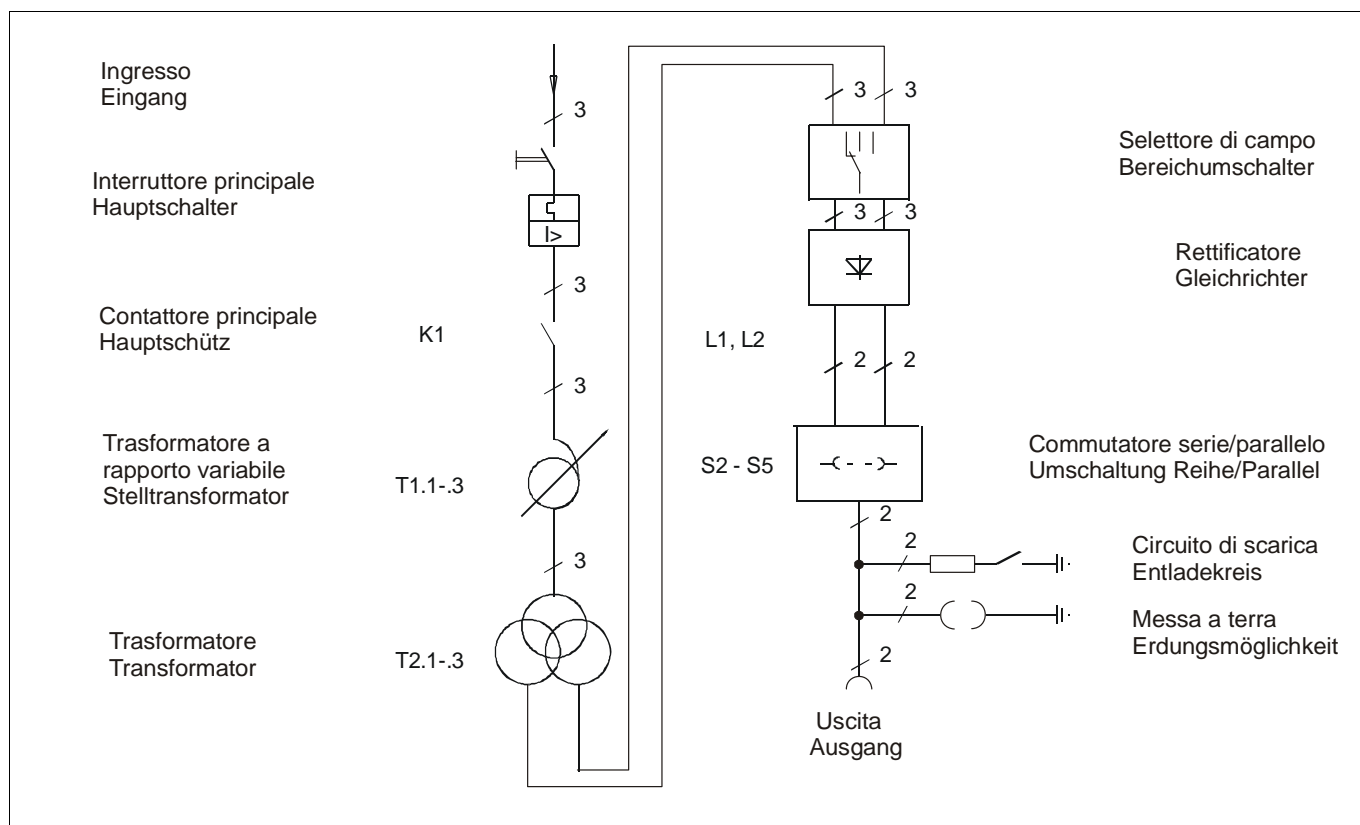 Ingresso
Eingang
3
Interruttore principale
Hauptschalter
I>
3
Contattore principale
Hauptschütz
K1
3
Trasformatore a
rapporto variabile
Stelltransformator
T1.1-.3
3
Trasformatore
Transformator
T2.1-.3
3 3
Selettore di campo
Bereichumschalter
3 3
Rettificatore
Gleichrichter
L1, L2
2 2
S2 - S5
Commutatore serie/parallelo
Umschaltung Reihe/Parallel
2
2
Circuito di scarica
Entladekreis
2
Messa a terra
Erdungsmöglichkeit
2
Uscita
Ausgang